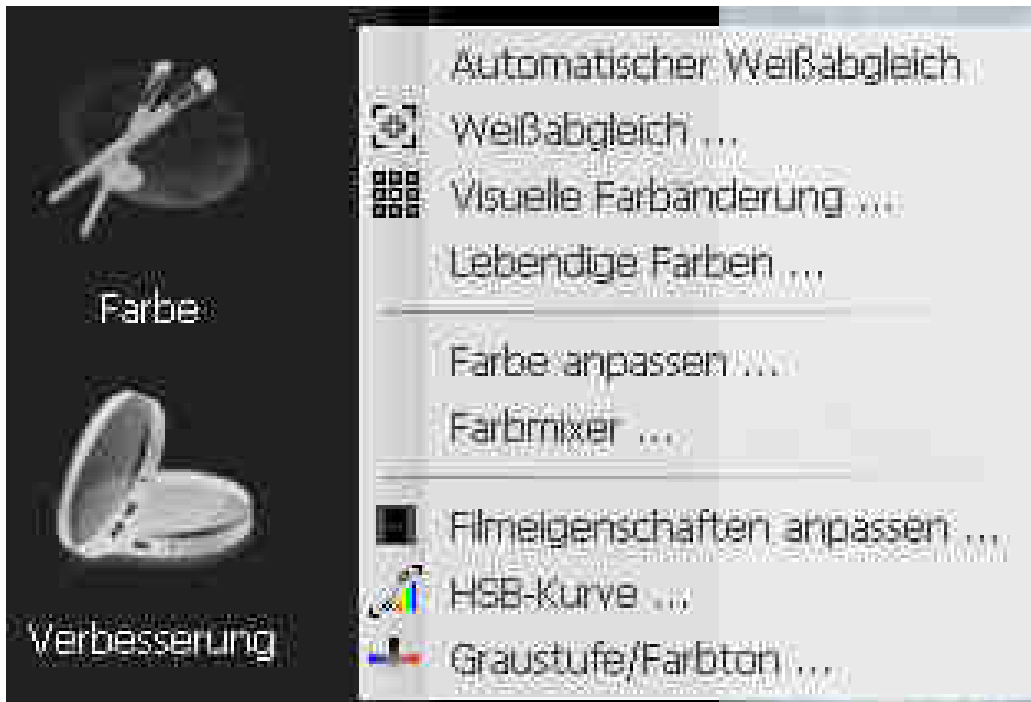 Farbe
Verbesserung
Automatischer Weißabgleich
Weißabgleich ...
Visuelle Farbänderung ...
Lebendige Farben ...
Farbe anpassen ...
Farbmixer ...
Filmeigenschaften anpassen ...
HSB-Kurve ...
Graustufe/Farbton ...